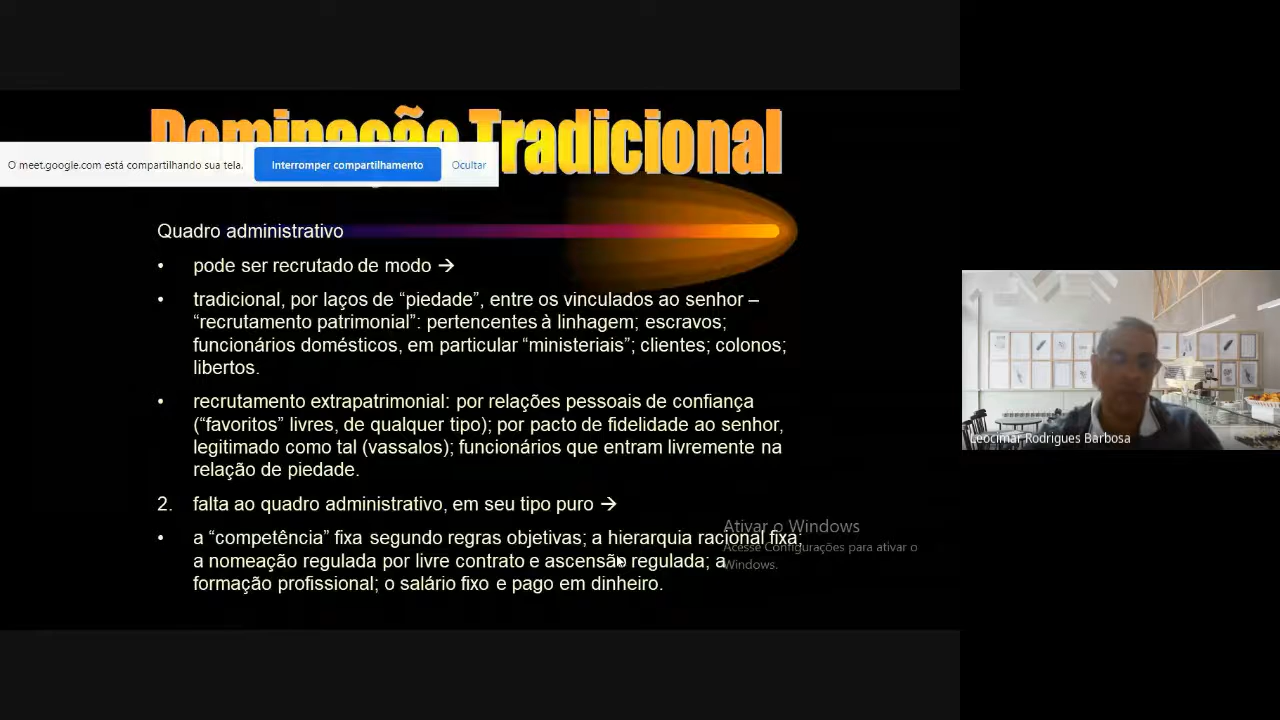 Dominação Tradicional
O meet.google.com está compartilhando sua tela.
Interromper compartilhamento
Ocultar
Quadro administrativo
• pode ser recrutado de modo →
• tradicional, por laços de “piedade”, entre os vinculados ao senhor –
“recrutamento patrimonial”: pertencentes à linhagem; escravos;
funcionários domésticos, em particular “ministeriais”; clientes; colonos;
libertos.
• recrutamento extrapatrimonial: por relações pessoais de confiança
(“favoritos” livres, de qualquer tipo); por pacto de fidelidade ao senhor,
legitimado como tal (vassalos); funcionários que entram livremente na
relação de piedade.
2. falta ao quadro administrativo, em seu tipo puro →
• a “competência” fixa segundo regras objetivas; a hierarquia racional fixa;
a nomeação regulada por livre contrato e ascensão regulada; a
formação profissional; o salário fixo e pago em dinheiro.
Ativar o Windows
Acesse Configurações para ativar o
Windows.
Leocimar Rodrigues Barbosa